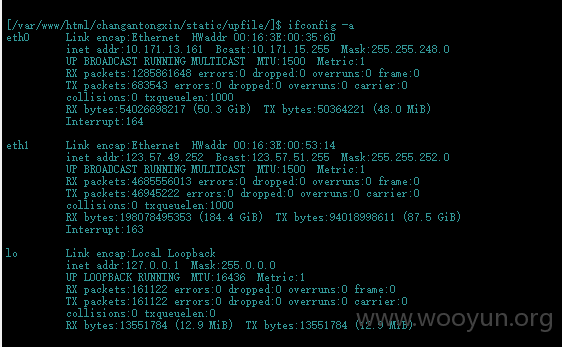 [/var/www/html/changantongxin/static/upfile/]$ ifconfig -a
eth0 Link encap:Ethernet HWaddr 00:16:3E:00:35:6D
inet addr:10.171.13.161 Bcast:10.171.15.255 Mask:255.255.248.0
UP BROADCAST RUNNING MULTICAST MTU:1500 Metric:1
RX packets:1285861648 errors:0 dropped:0 overruns:0 frame:0
TX packets:683543 errors:0 dropped:0 overruns:0 carrier:0
collisions:0 txqueuelen:1000
RX bytes:54026698217 (50.3 GiB) TX bytes:50364221 (48.0 MiB)
Interrupt:164
eth1 Link encap:Ethernet HWaddr 00:16:3E:00:53:14
inet addr:123.57.49.252 Bcast:123.57.51.255 Mask:255.255.252.0
UP BROADCAST RUNNING MULTICAST MTU:1500 Metric:1
RX packets:4685556013 errors:0 dropped:0 overruns:0 frame:0
TX packets:46945222 errors:0 dropped:0 overruns:0 carrier:0
collisions:0 txqueuelen:1000
RX bytes:198078495353 (184.4 GiB) TX bytes:94018998611 (87.5 GiB)
Interrupt:163
lo Link encap:Local Loopback
inet addr:127.0.0.1 Mask:255.0.0.0
UP LOOPBACK RUNNING MTU:16436 Metric:1
RX packets:161122 errors:0 dropped:0 overruns:0 frame:0
TX packets:161122 errors:0 dropped:0 overruns:0 carrier:0
collisions:0 txqueuelen:0
RX bytes:13551784 (12.9 MiB) TX bytes:13551784 (12.9 MiB)
www.wooyun.org